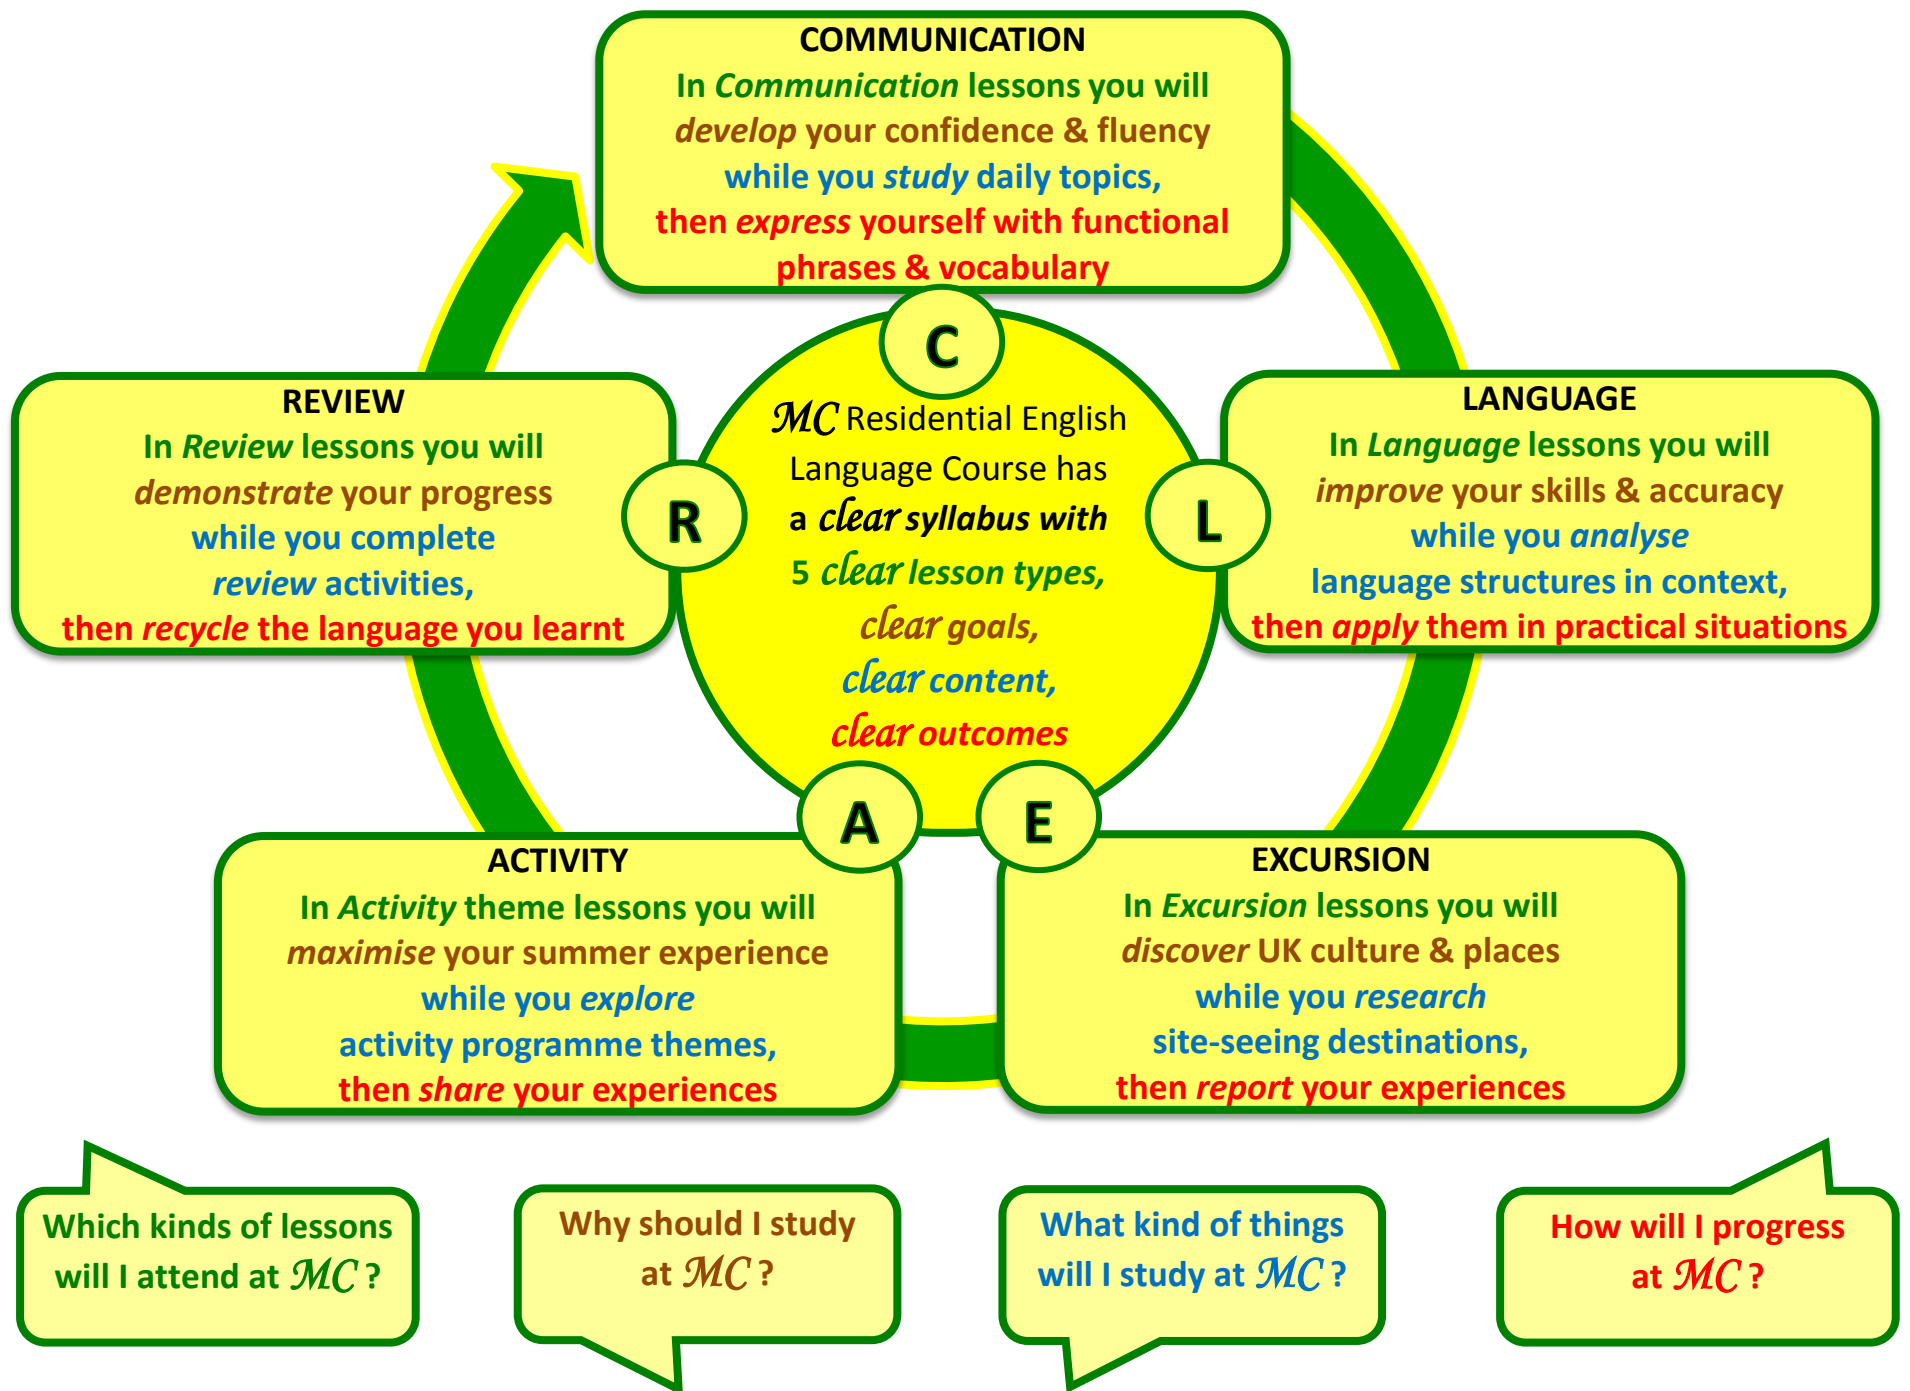 COMMUNICATION
In Communication lessons you will
develop your confidence & fluency
while you study daily topics,
then express yourself with functional
phrases & vocabulary
C
LANGUAGE
In Language lessons you will
improve your skills & accuracy
while you analyse
language structures in context,
then apply them in practical situations
L
EXCURSION
In Excursion lessons you will
discover UK culture & places
while you research
site-seeing destinations,
then report your experiences
E
ACTIVITY
In Activity theme lessons you will
maximise your summer experience
while you explore
activity programme themes,
then share your experiences
A
REVIEW
In Review lessons you will
demonstrate your progress
while you complete
review activities,
then recycle the language you learnt
R
MC Residential English
Language Course has
a clear syllabus with
5 clear lesson types,
clear goals,
clear content,
clear outcomes
Which kinds of lessons
will I attend at MC ?
Why should I study
at MC ?
What kind of things
will I study at MC ?
How will I progress
at MC ?